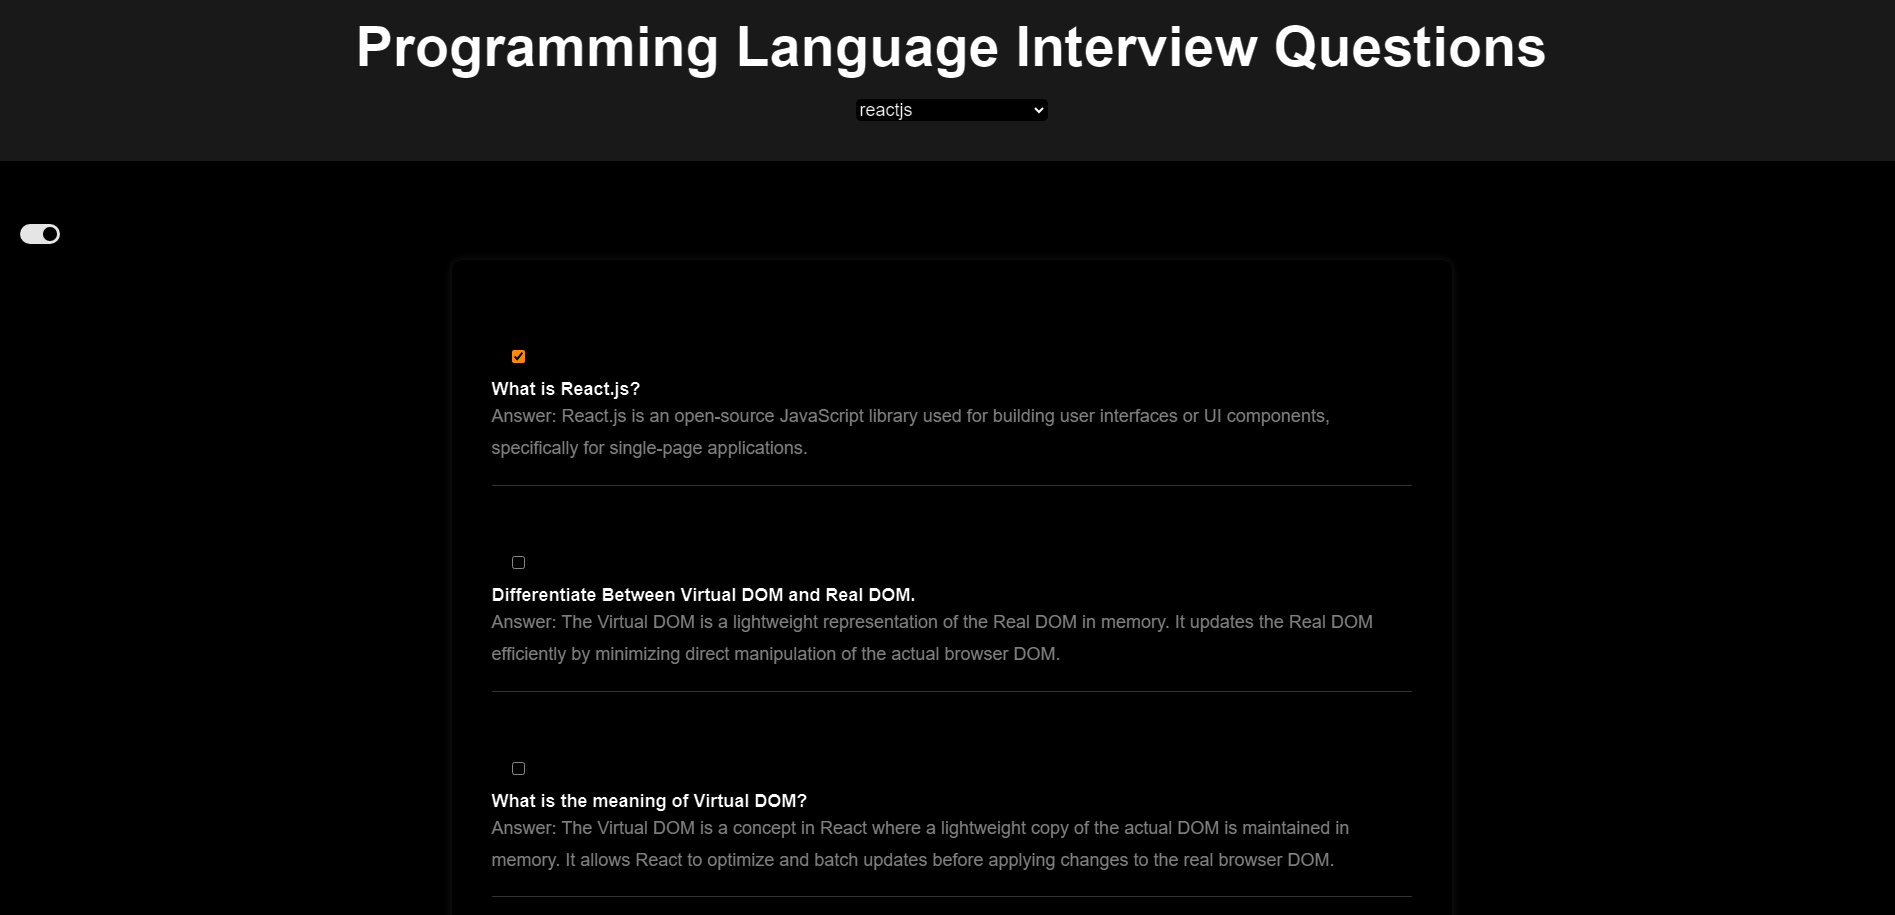 Programming Language Interview Questions
reactjs
What is React.js?
Answer: React.js is an open-source JavaScript library used for building user interfaces or UI components,
specifically for single-page applications.
Differentiate Between Virtual DOM and Real DOM.
Answer: The Virtual DOM is a lightweight representation of the Real DOM in memory. It updates the Real DOM
efficiently by minimizing direct manipulation of the actual browser DOM.
What is the meaning of Virtual DOM?
Answer: The Virtual DOM is a concept in React where a lightweight copy of the actual DOM is maintained in
memory. It allows React to optimize and batch updates before applying changes to the real browser DOM.